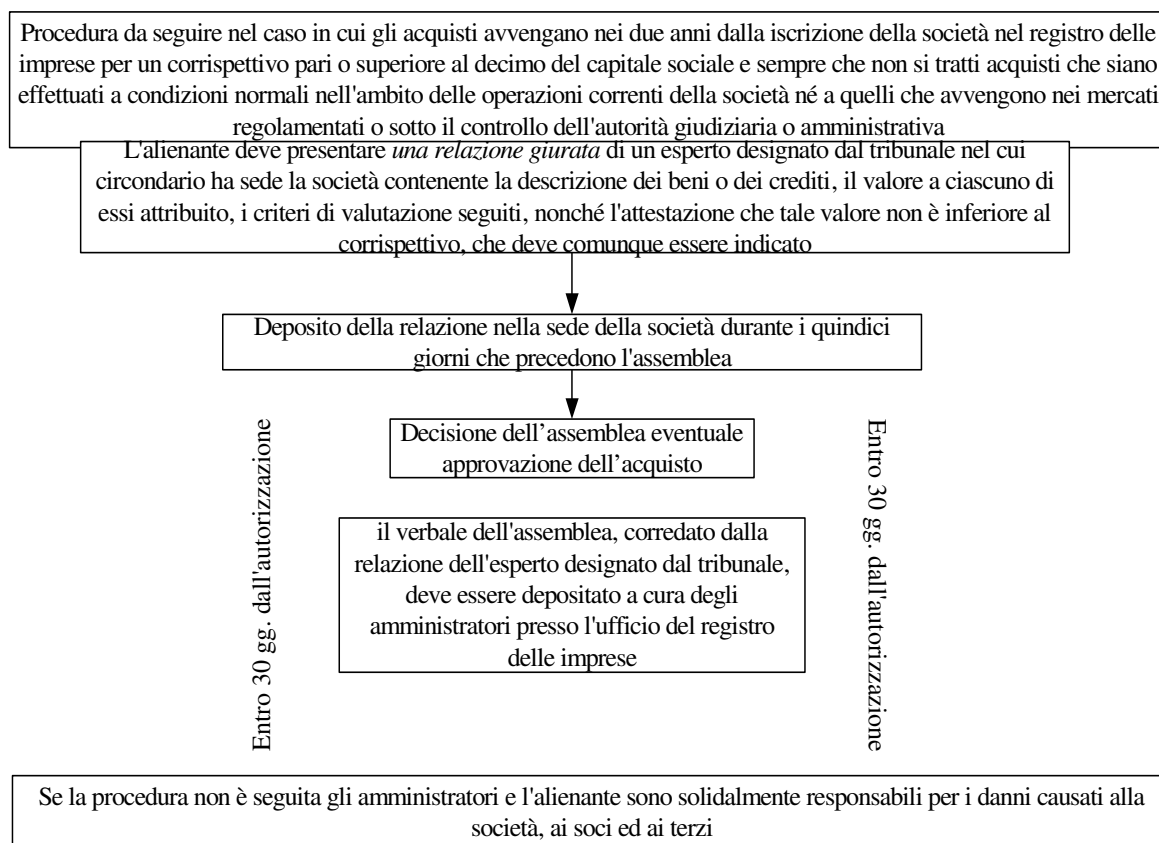 Procedura da seguire nel caso in cui gli acquisti avvengano nei due anni dalla iscrizione della società nel registro delle
imprese per un corrispettivo pari o superiore al decimo del capitale sociale e sempre che non si tratti acquisti che siano
effettuati a condizioni normali nell'ambito delle operazioni correnti della società né a quelli che avvengono nei mercati
regolamentati o sotto il controllo dell'autorità giudiziaria o amministrativa
L'alienante deve presentare una relazione giurata di un esperto designato dal tribunale nel cui
circondario ha sede la società contenente la descrizione dei beni o dei crediti, il valore a ciascuno di
essi attribuito, i criteri di valutazione seguiti, nonché l'attestazione che tale valore non è inferiore al
corrispettivo, che deve comunque essere indicato
Deposito della relazione nella sede della società durante i quindici
giorni che precedono l'assemblea
Decisione dell’assemblea eventuale
approvazione dell’acquisto
Entro 30 gg. dall'autorizzazione
Entro 30 gg. dall'autorizzazione
il verbale dell'assemblea, corredato dalla
relazione dell'esperto designato dal tribunale,
deve essere depositato a cura degli
amministratori presso l'ufficio del registro
delle imprese
Se la procedura non è seguita gli amministratori e l'alienante sono solidalmente responsabili per i danni causati alla
società, ai soci ed ai terzi